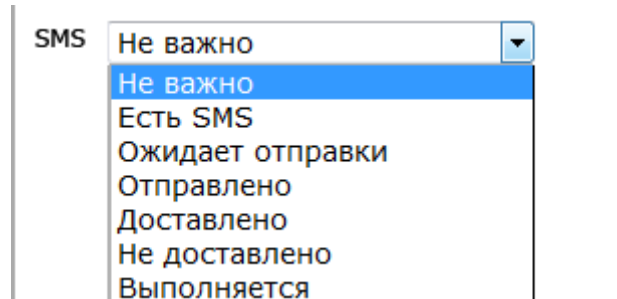 SMS Не важно
Не важно
Есть SMS
Ожидает отправки
Отправлено
Доставлено
Не доставлено
Выполняется